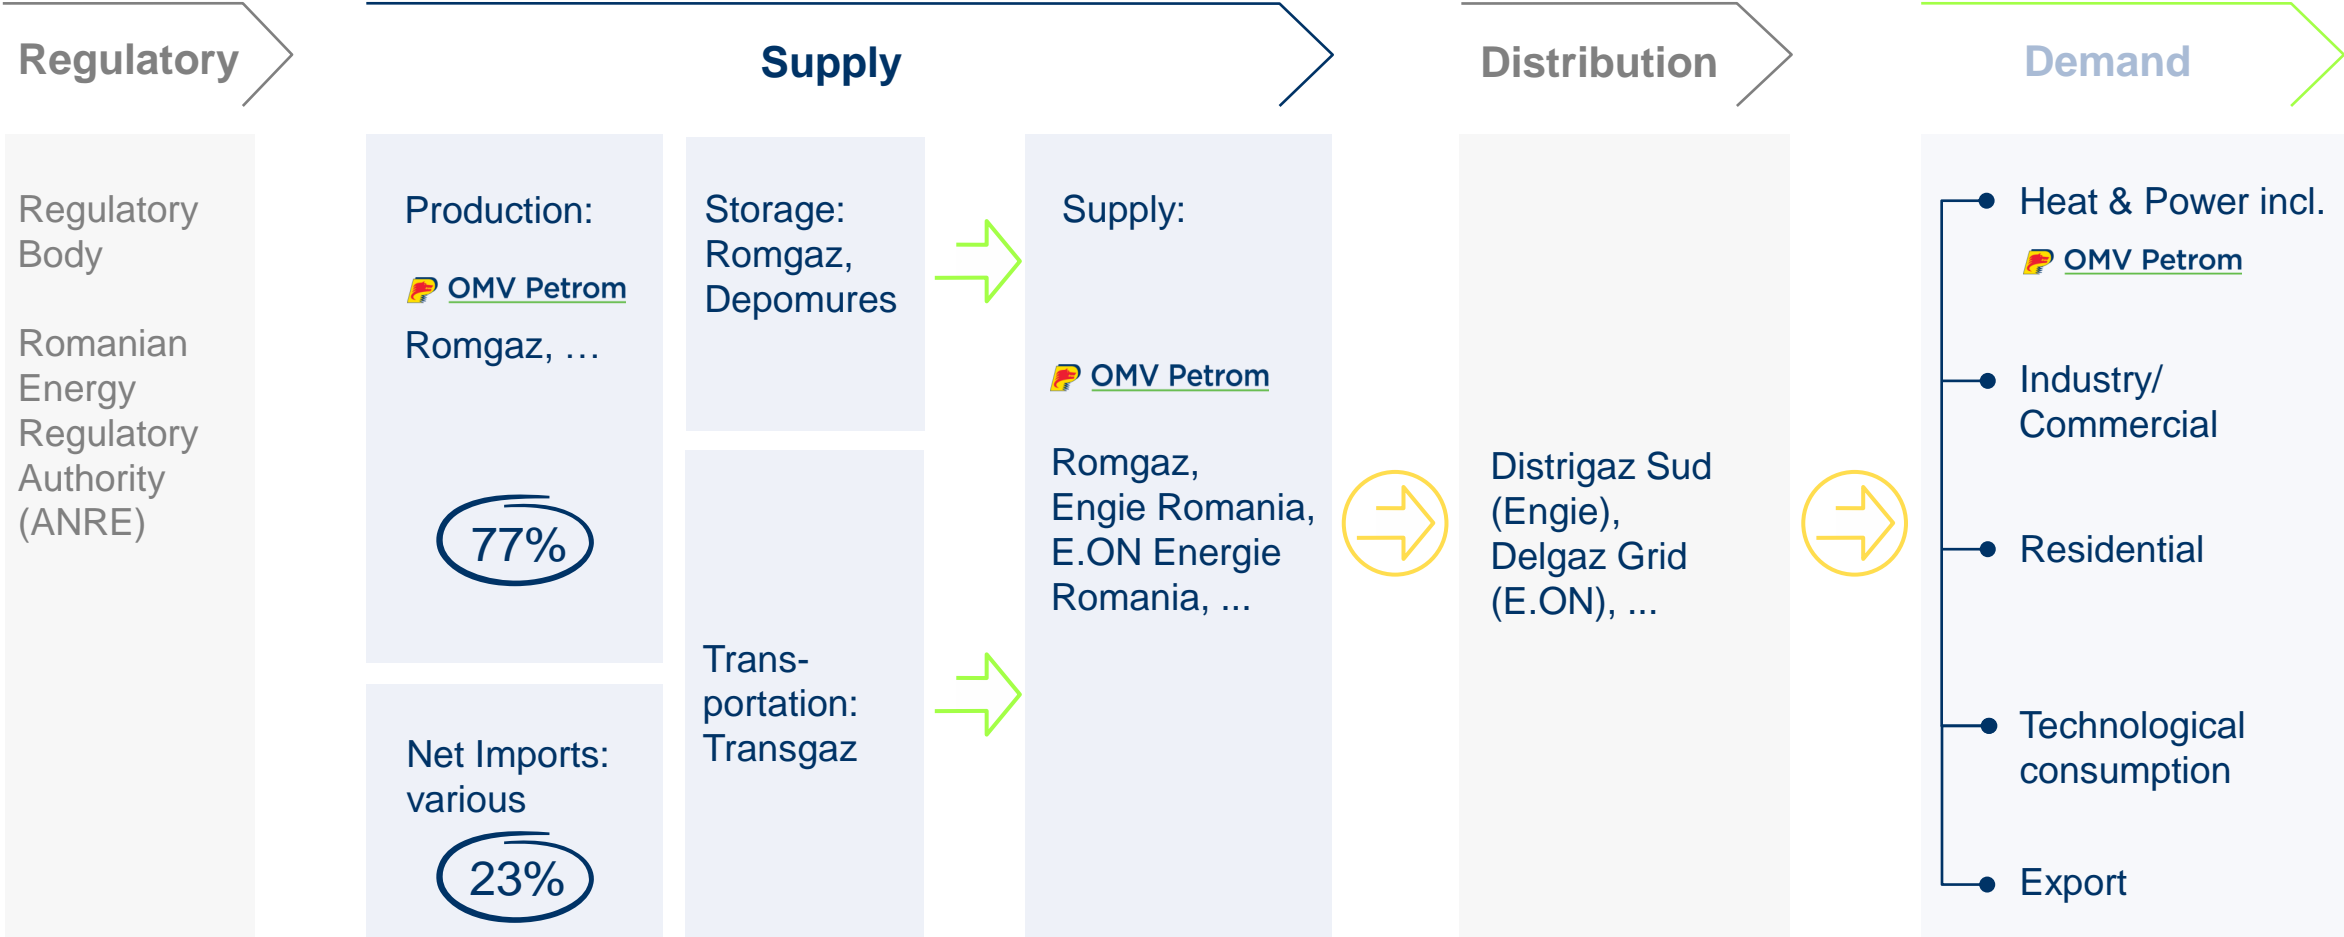 Regulatory
Supply
Distribution
Demand
Regulatory
Body
Romanian
Energy
Regulatory
Authority
(ANRE)
Production:
OMV Petrom
Romgaz, …
77%
Net Imports:
various
23%
Storage:
Romgaz,
Depomures
Trans-
portation:
Transgaz
Supply:
OMV Petrom
Romgaz,
Engie Romania,
E.ON Energie
Romania, ...
Distrigaz Sud
(Engie),
Delgaz Grid
(E.ON), ...
Heat & Power incl.
OMV Petrom
Industry/
Commercial
Residential
Technological
consumption
Export